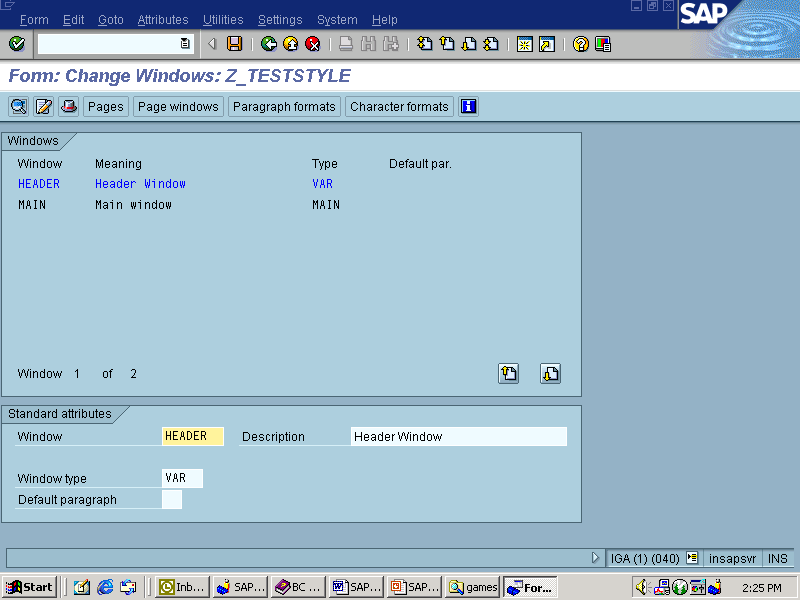 Form Edit Goto Attributes Utilities Settings System Help
SAP
Form: Change Windows: Z_TESTSTYLE
Pages Page windows Paragraph formats Character formats
Windows
Window Meaning Type Default par.
HEADER Header Window VAR
MAIN Main window MAIN
Window 1 of 2
Standard attributes
Window HEADER Description Header Window
Window type VAR
Default paragraph
IGA (1) (040) insapsvr INS
Start Inb... SAP... BC ... SAP... SAP... games For... 2:25 PM